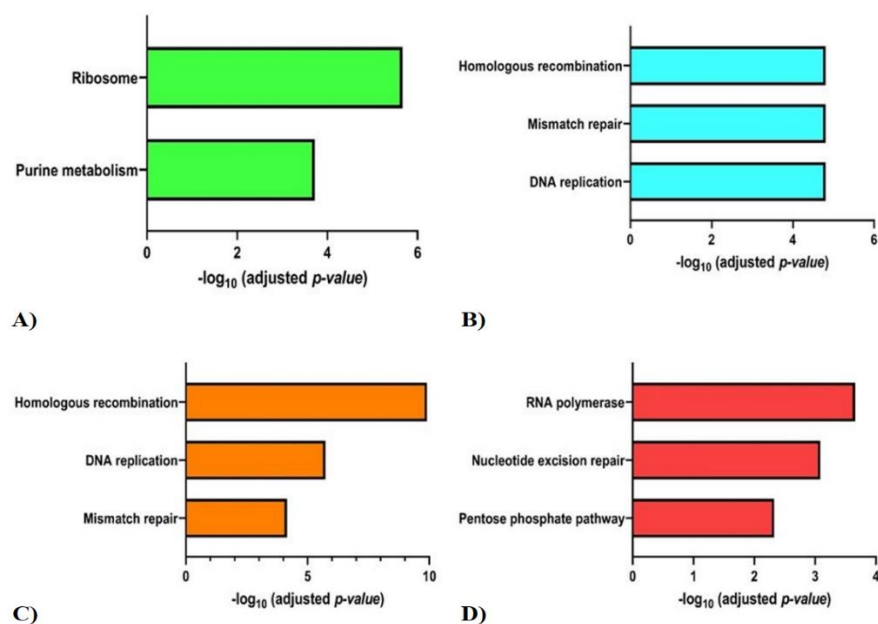 Ribosome
Purine metabolism
0 2 4 6
-log10 (adjusted p-value)
A)
Homologous recombination
Mismatch repair
DNA replication
0 2 4 6
-log10 (adjusted p-value)
B)
Homologous recombination
DNA replication
Mismatch repair
0 5 10
-log10 (adjusted p-value)
C)
RNA polymerase
Nucleotide excision repair
Pentose phosphate pathway
0 1 2 3 4
-log10 (adjusted p-value)
D)